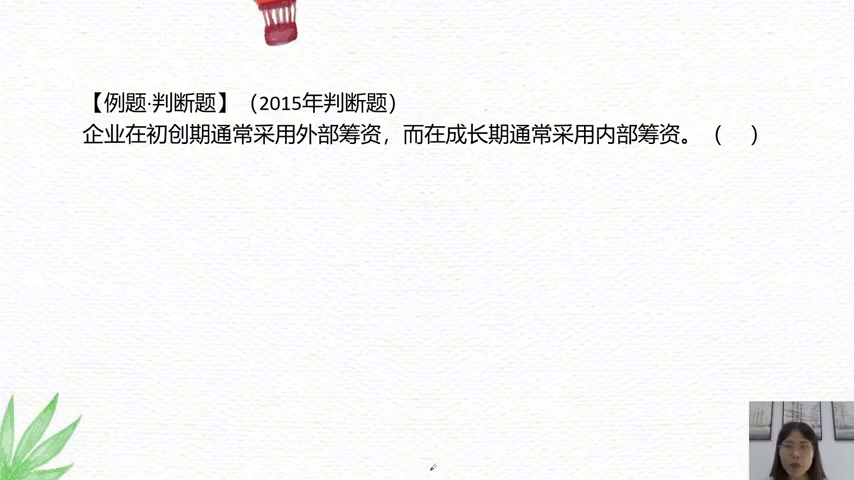 【例题·判断题】（2015年判断题）
企业在初创期通常采用外部筹资，而在成长期通常采用内部筹资。（ ）